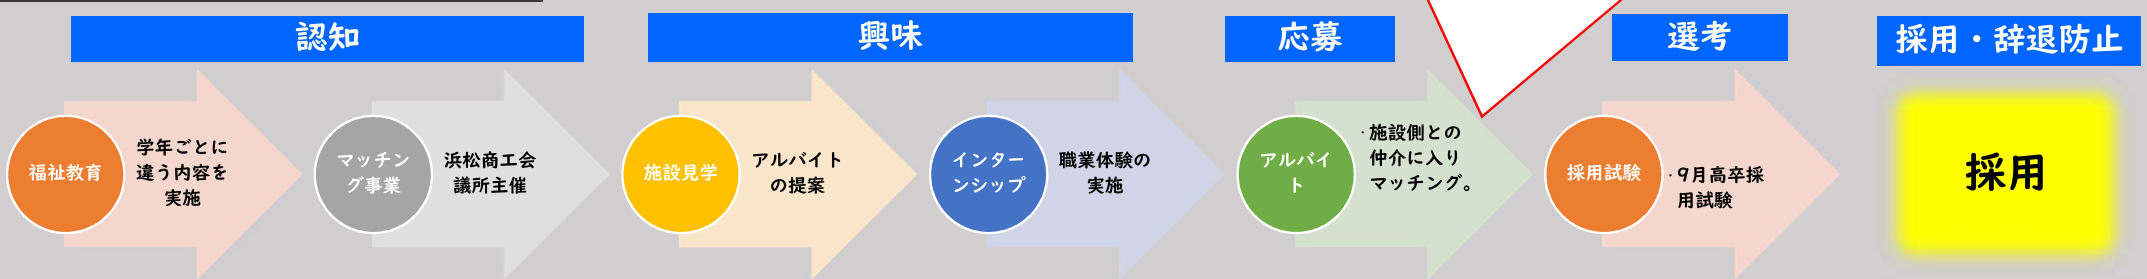 認知
興味
応募
選考
採用・辞退防止
福祉教育
学年ごとに
違う内容を
実施
マッチン
グ事業
浜松商工会
議所主催
施設見学
アルバイト
の提案
インター
ンシップ
職業体験の
実施
アルバイ
ト
・施設側との
仲介に入り
マッチング。
採用試験
・9月高卒採
用試験
採用